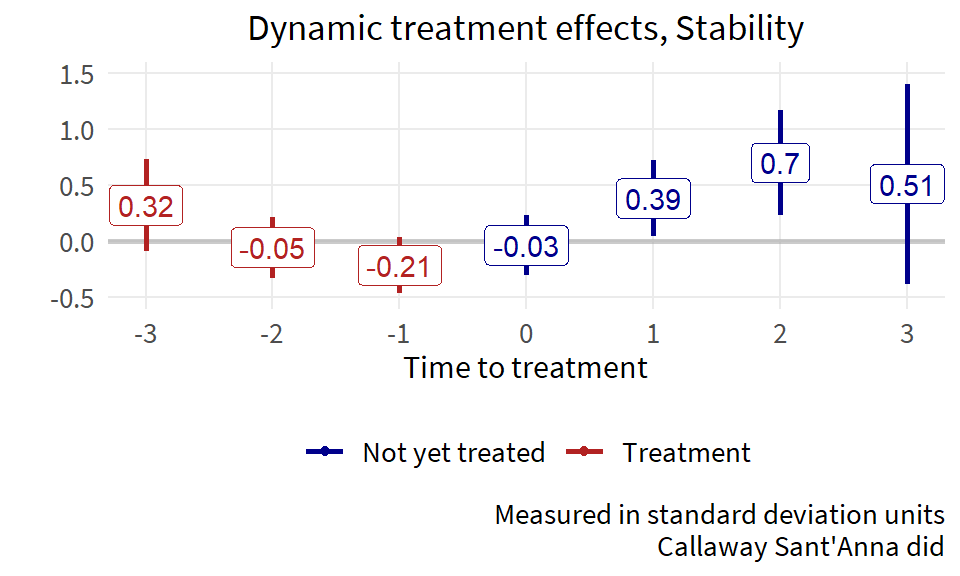 Dynamic treatment effects, Stability
1.5
1.0
0.5
0.0
-0.5
0.32
-0.05
-0.21
-0.03
0.39
0.7
0.51
-3 -2 -1 0 1 2 3
Time to treatment
Not yet treated Treatment
Measured in standard deviation units
Callaway Sant'Anna did